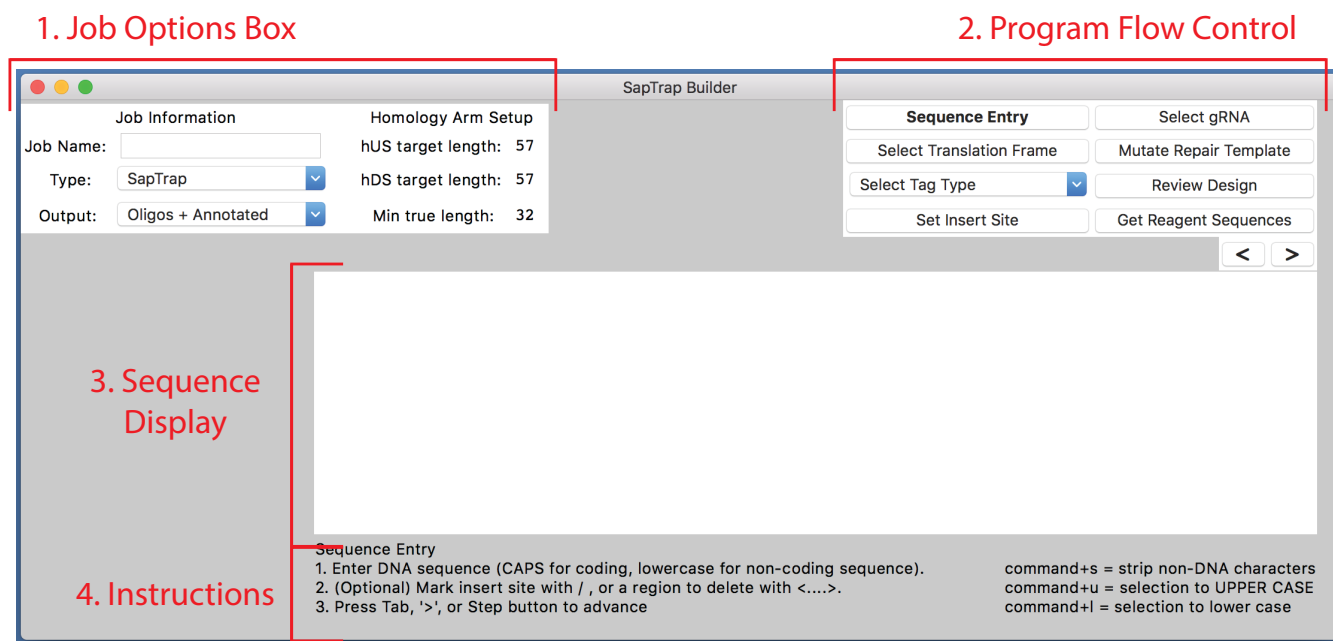 1. Job Options Box
2. Program Flow Control
SapTrap Builder
Job Information
Homology Arm Setup
Job Name:
hUS target length: 57
Type: SapTrap
hDS target length: 57
Output: Oligos + Annotated
Min true length: 32
Sequence Entry
Select gRNA
Select Translation Frame
Mutate Repair Template
Select Tag Type
Review Design
Set Insert Site
Get Reagent Sequences
< >
3. Sequence
Display
4. Instructions
Sequence Entry
1. Enter DNA sequence (CAPS for coding, lowercase for non-coding sequence).
2. (Optional) Mark insert site with / , or a region to delete with <....>.
3. Press Tab, '>', or Step button to advance
command+s = strip non-DNA characters
command+u = selection to UPPER CASE
command+l = selection to lower case